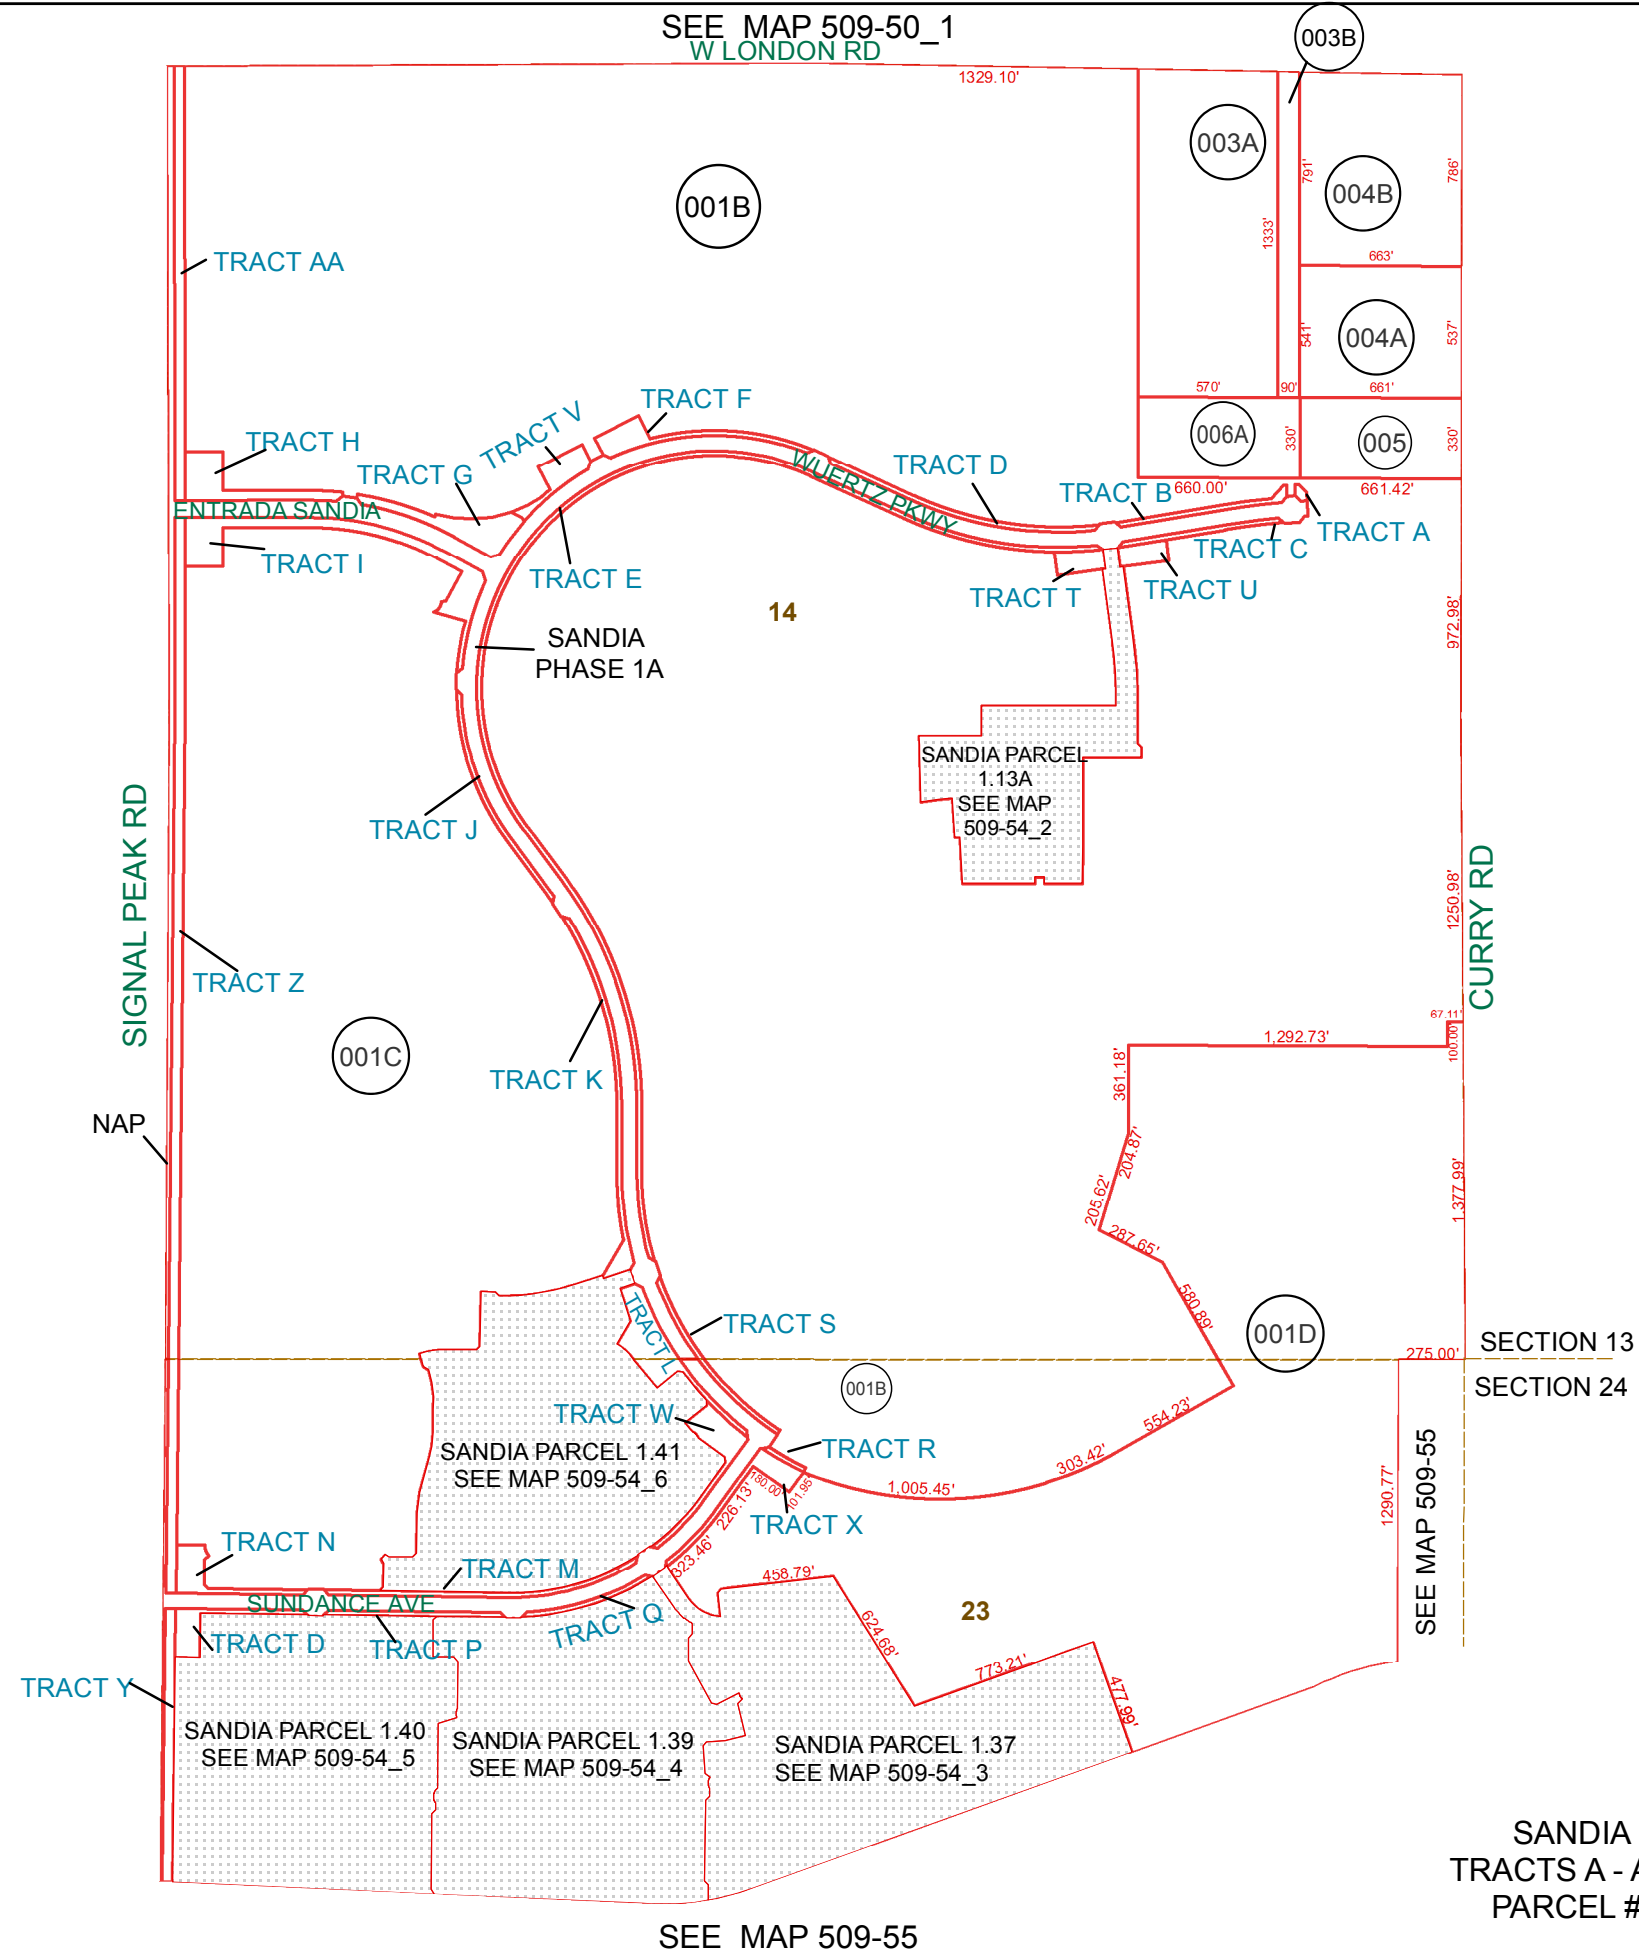 SEE MAP 509-50_1
W LONDON RD
003B
1329.10'
003A
791'
004B
786'
001B
1333'
663'
TRACT AA
541'
004A
537'
570'
90'
661'
TRACT F
TRACT V
TRACT H
TRACT G
WUERTZ PKWY
TRACT D
006A
330'
005
330'
660.00'
661.42'
TRACT B
ENTRADA SANDIA
TRACT A
TRACT C
TRACT I
TRACT E
TRACT T
TRACT U
14
972.98'
SANDIA
PHASE 1A
SANDIA PARCEL
1.13A
SEE MAP
509-54_2
TRACT J
SIGNAL PEAK RD
1250.98'
CURRY RD
TRACT Z
67.11'
100.00'
1,292.73'
001C
TRACT K
361.18'
NAP
204.87'
205.62'
1,377.99'
287.65'
580.89'
TRACT L
TRACT S
001D
SECTION 13
275.00'
SECTION 24
001B
554.23'
TRACT W
TRACT R
303.42'
SANDIA PARCEL 1.41
SEE MAP 509-54_6
180.00'
101.95'
226.13'
1,005.45'
1290.77'
SEE MAP 509-55
TRACT X
TRACT N
323.46'
TRACT M
458.79'
SUNDANCE AVE
TRACT Q
23
624.68'
TRACT D
TRACT P
773.21'
477.99'
TRACT Y
SANDIA PARCEL 1.40
SEE MAP 509-54_5
SANDIA PARCEL 1.39
SEE MAP 509-54_4
SANDIA PARCEL 1.37
SEE MAP 509-54_3
SANDIA
TRACTS A - A
PARCEL #
SEE MAP 509-55